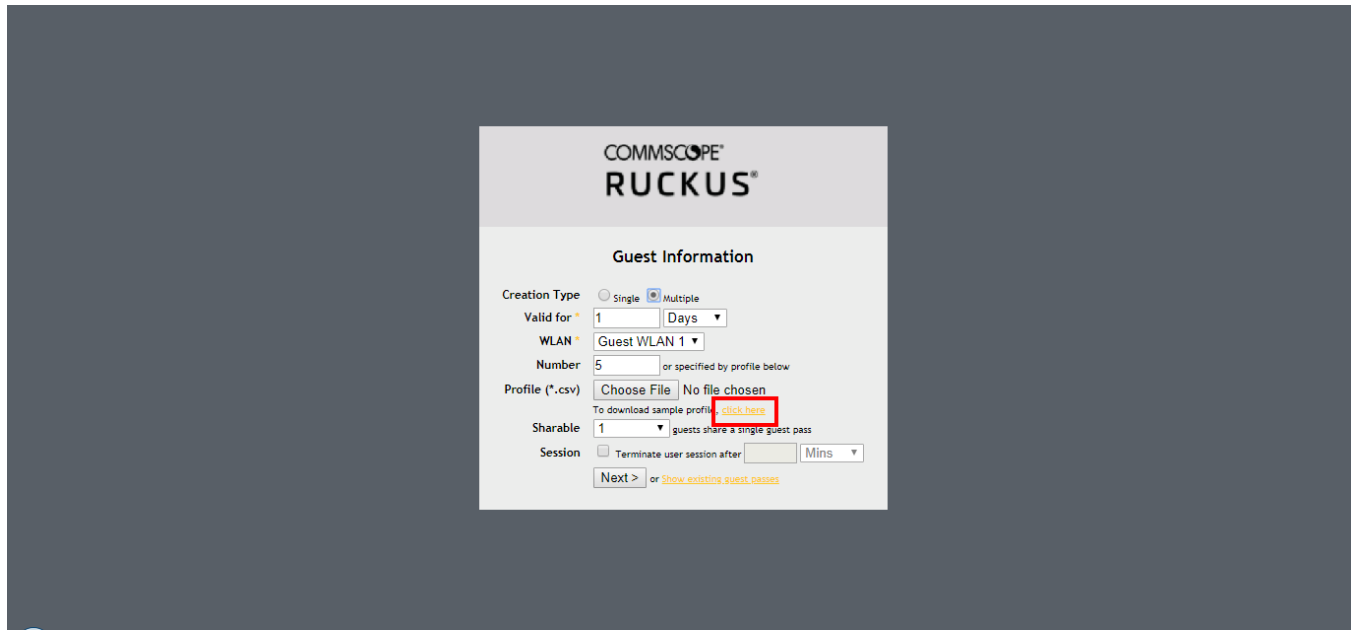 COMMSCOPE®
RUCKUS®
Guest Information
Creation Type Single Multiple
Valid for * 1 Days
WLAN * Guest WLAN 1
Number 5 or specified by profile below
Profile (*.csv) Choose File No file chosen
To download sample profile, click here
Sharable 1 guests share a single guest pass
Session Terminate user session after Mins
Next > or Show existing guest passes